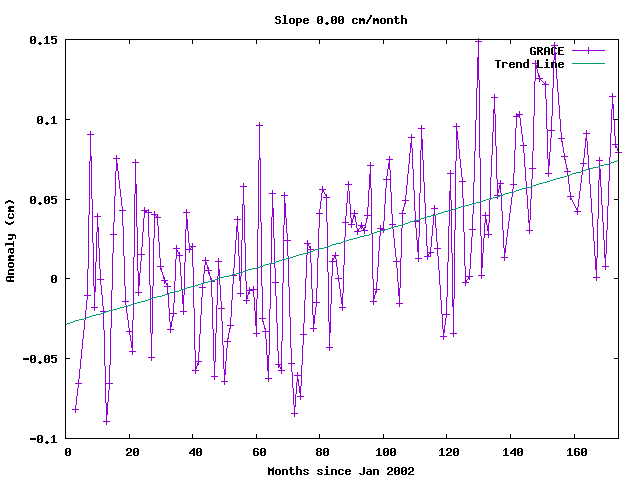 Slope 0.00 cm/month
0.15
0.1
0.05
0
-0.05
-0.1
Anomaly (cm)
GRACE
Trend Line
0 20 40 60 80 100 120 140 160
Months since Jan 2002